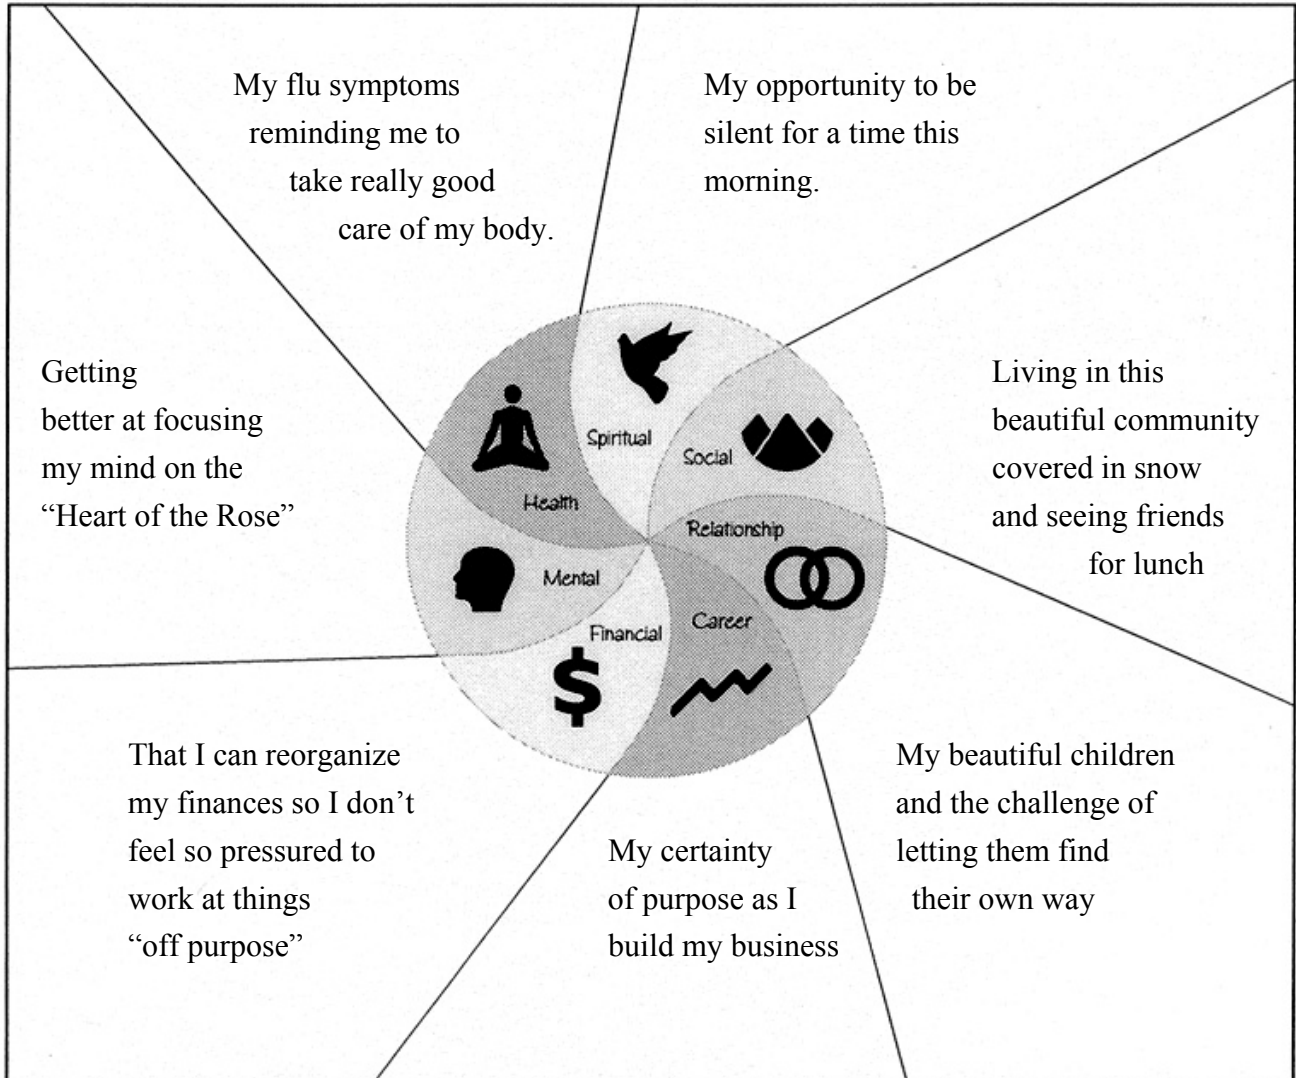 My flu symptoms
reminding me to
take really good
care of my body.
My opportunity to be
silent for a time this
morning.
Getting
better at focusing
my mind on the
“Heart of the Rose”
Living in this
beautiful community
covered in snow
and seeing friends
for lunch
Spiritual
Social
Health
Relationship
Mental
Career
Financial
$
That I can reorganize
my finances so I don’t
feel so pressured to
work at things
“off purpose”
My certainty
of purpose as I
build my business
My beautiful children
and the challenge of
letting them find
their own way